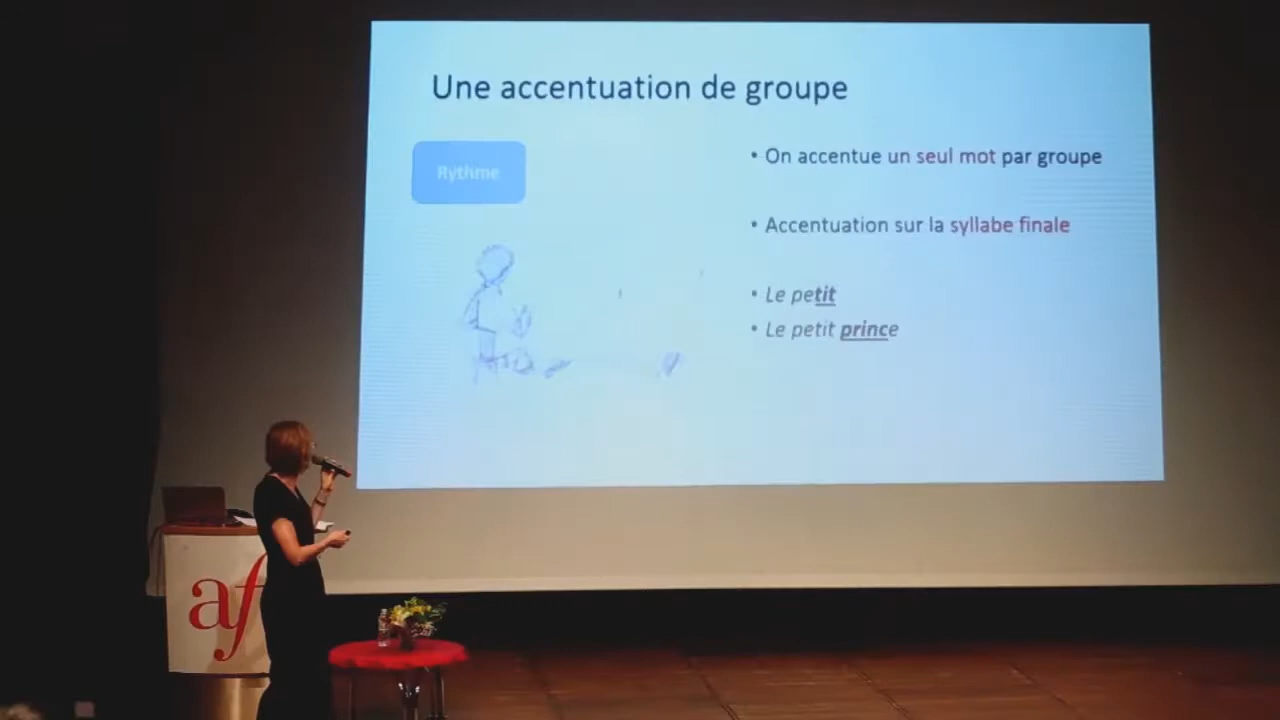 Une accentuation de groupe
Rythme
• On accentue un seul mot par groupe
• Accentuation sur la syllabe finale
• Le petit
• Le petit prince
af